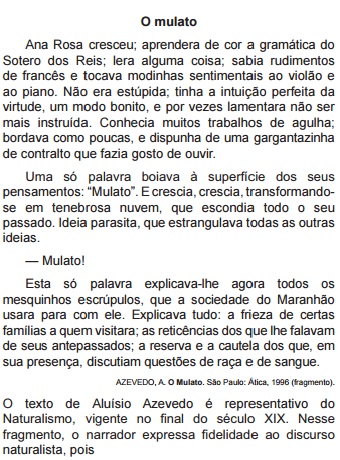 O mulato
Ana Rosa cresceu; aprendera de cor a gramática do
Sotero dos Reis; lera alguma coisa; sabia rudimentos
de francês e tocava modinhas sentimentais ao violão e
ao piano. Não era estúpida; tinha a intuição perfeita da
virtude, um modo bonito, e por vezes lamentara não ser
mais instruída. Conhecia muitos trabalhos de agulha;
bordava como poucas, e dispunha de uma gargantazinha
de contralto que fazia gosto de ouvir.
Uma só palavra boiava à superfície dos seus
pensamentos: “Mulato”. E crescia, crescia, transformando-
se em tenebrosa nuvem, que escondia todo o seu
passado. Ideia parasita, que estrangulava todas as outras
ideias.
— Mulato!
Esta só palavra explicava-lhe agora todos os
mesquinhos escrúpulos, que a sociedade do Maranhão
usara para com ele. Explicava tudo: a frieza de certas
famílias a quem visitara; as reticências dos que lhe falavam
de seus antepassados; a reserva e a cautela dos que, em
sua presença, discutiam questões de raça e de sangue.
AZEVEDO, A. O Mulato. São Paulo: Ática, 1996 (fragmento).
O texto de Aluísio Azevedo é representativo do
Naturalismo, vigente no final do século XIX. Nesse
fragmento, o narrador expressa fidelidade ao discurso
naturalista, pois